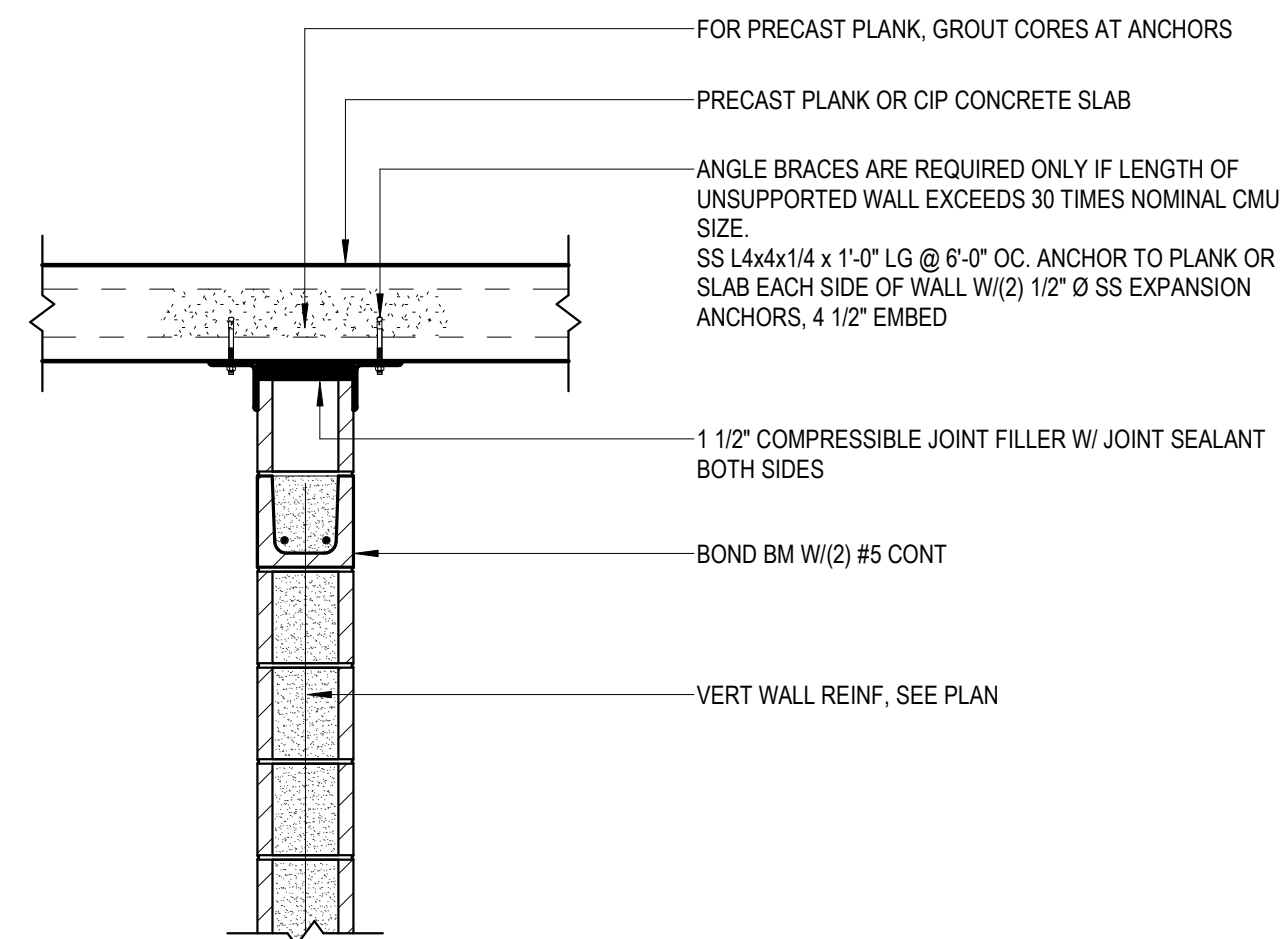 FOR PRECAST PLANK, GROUT CORES AT ANCHORS
PRECAST PLANK OR CIP CONCRETE SLAB
ANGLE BRACES ARE REQUIRED ONLY IF LENGTH OF
UNSUPPORTED WALL EXCEEDS 30 TIMES NOMINAL CMU
SIZE.
SS L4x4x1/4 x 1'-0" LG @ 6'-0" OC. ANCHOR TO PLANK OR
SLAB EACH SIDE OF WALL W/(2) 1/2" Ø SS EXPANSION
ANCHORS, 4 1/2" EMBED
1 1/2" COMPRESSIBLE JOINT FILLER W/ JOINT SEALANT
BOTH SIDES
BOND BM W/(2) #5 CONT
VERT WALL REINF, SEE PLAN